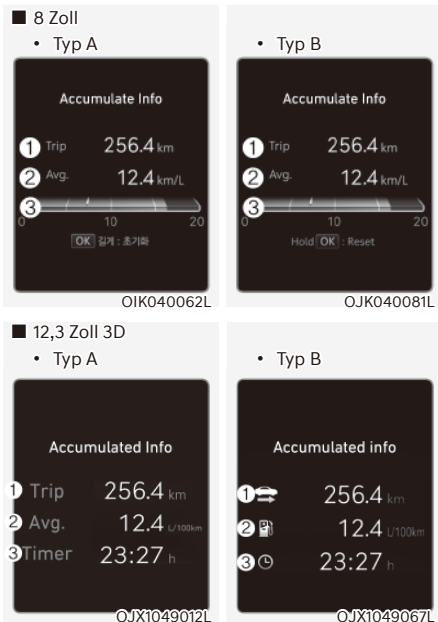 ■ 8 Zoll
• Typ A
Accumulate Info
① Trip 256.4 km
② Avg. 12.4 km/L
③
0 10 20
OK 길게 : 초기화
OIK040062L
• Typ B
Accumulate Info
① Trip 256.4 km
② Avg. 12.4 km/L
③
0 10 20
Hold OK : Reset
OJK040081L
■ 12,3 Zoll 3D
• Typ A
Accumulated Info
① Trip 256.4 km
② Avg. 12.4 L/100km
③ Timer 23:27 h
OJX1049012L
• Typ B
Accumulated info
① 256.4 km
② 12.4 L/100km
③ 23:27 h
OJX1049067L